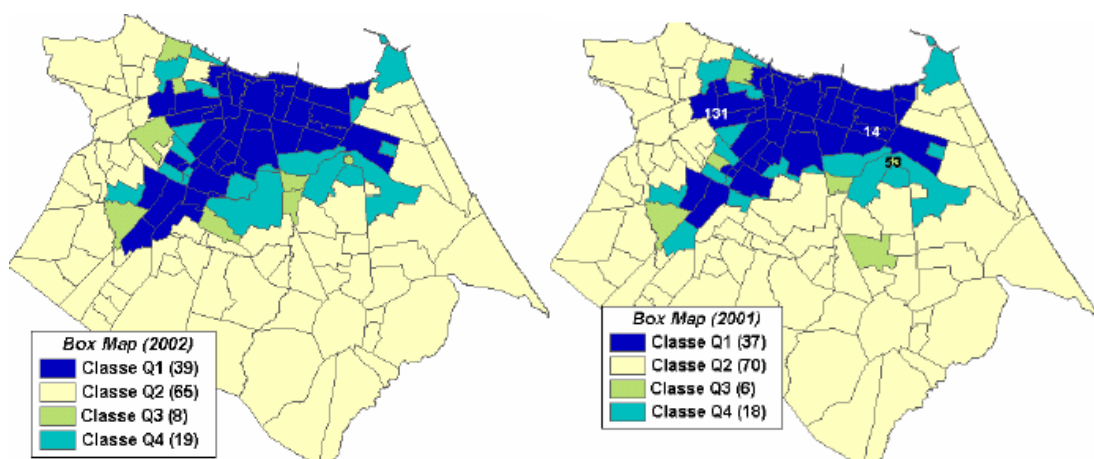 Box Map (2002)
Classe Q1 (39)
Classe Q2 (65)
Classe Q3 (8)
Classe Q4 (19)
131
14
Box Map (2001)
Classe Q1 (37)
Classe Q2 (70)
Classe Q3 (6)
Classe Q4 (18)